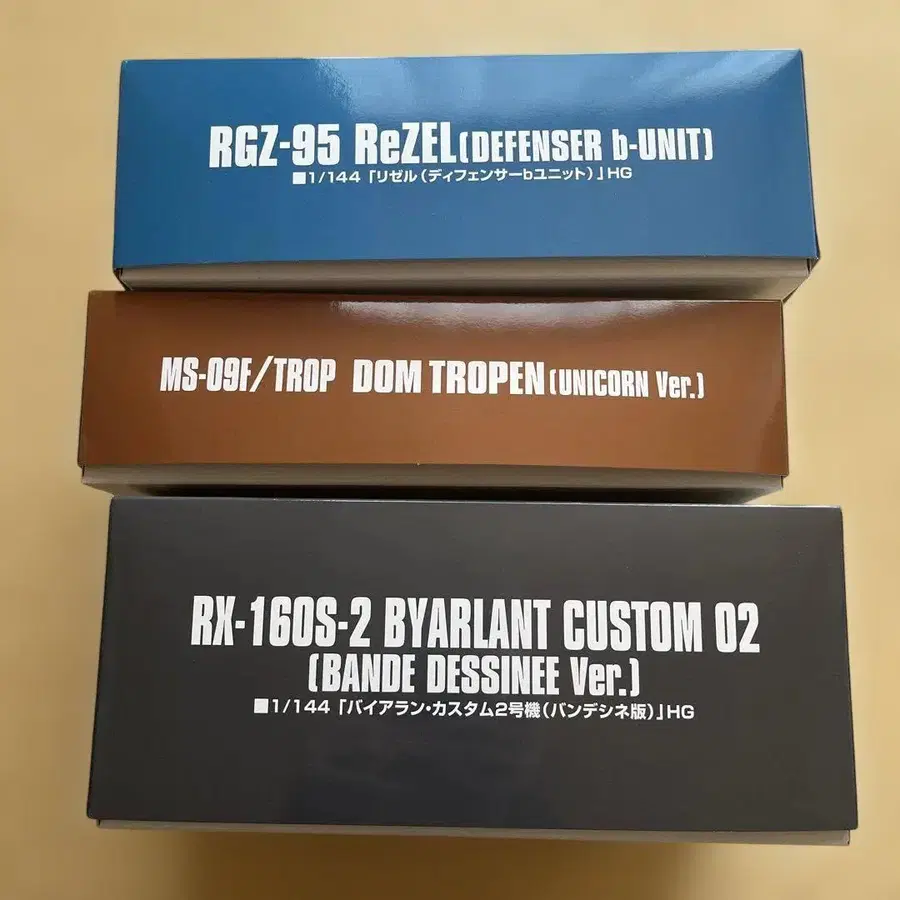 RGZ-95 ReZEL(DEFENSER b-UNIT)
■1/144「リゼル(ディフェンサーbユニット)」HG
MS-09F/TROP DOM TROPEN(UNICORN Ver.)
RX-160S-2 BYARLANT CUSTOM 02
(BANDE DESSINEE Ver.)
■1/144「バイアラン・カスタム2号機(バンデシネ版)」HG